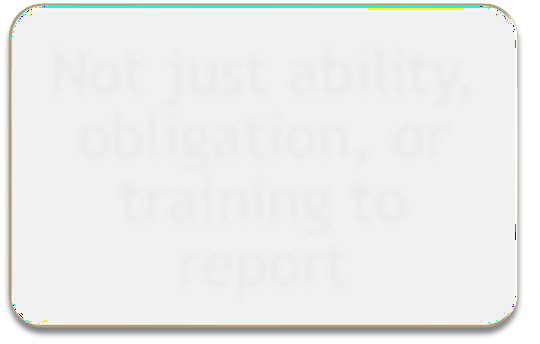 Not just ability,
obligation, or
training to
report